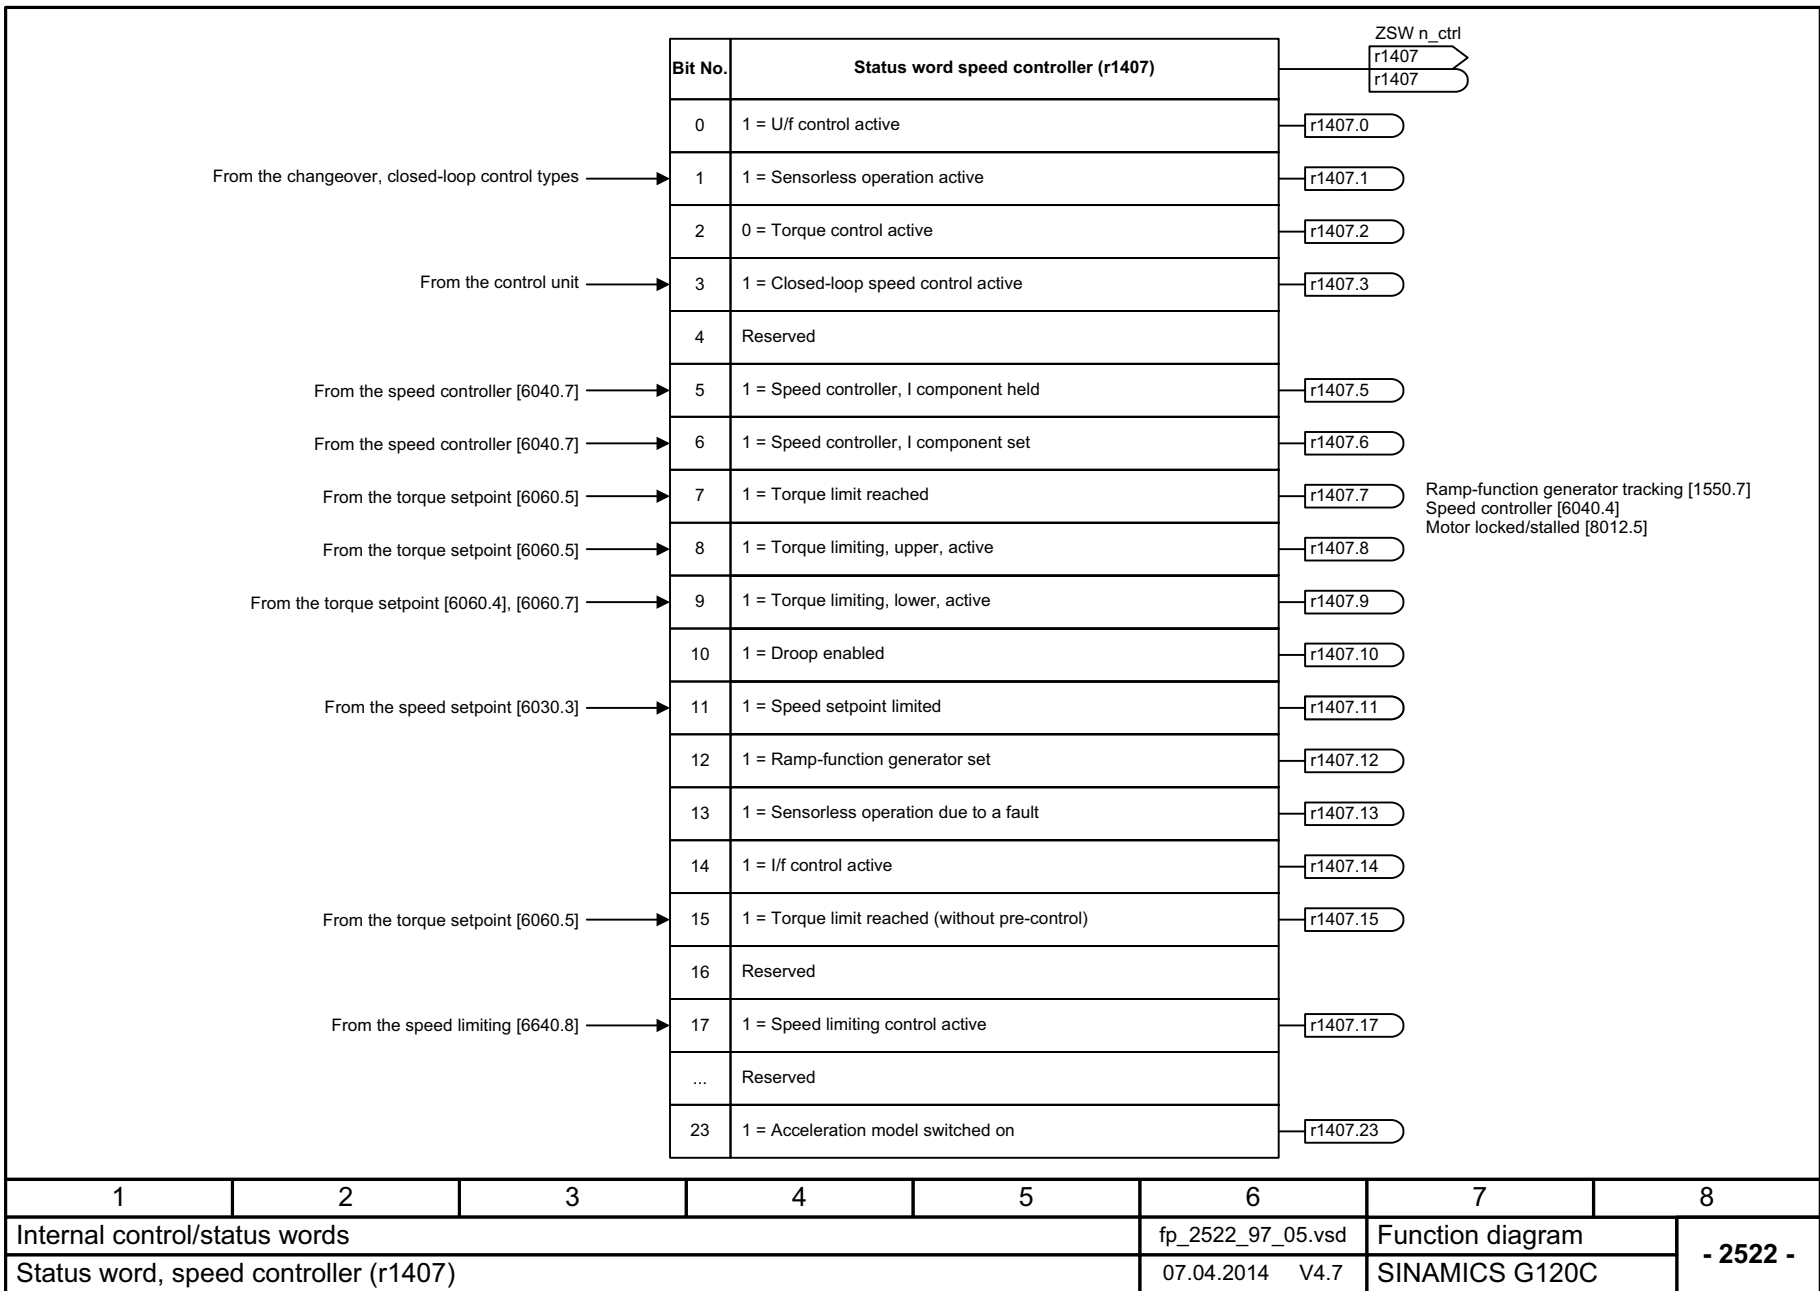 ZSW n_ctrl
Bit No. Status word speed controller (r1407) r1407
r1407
0 1 = U/f control active r1407.0
From the changeover, closed-loop control types 1 1 = Sensorless operation active r1407.1
2 0 = Torque control active r1407.2
From the control unit 3 1 = Closed-loop speed control active r1407.3
4 Reserved
From the speed controller [6040.7] 5 1 = Speed controller, I component held r1407.5
From the speed controller [6040.7] 6 1 = Speed controller, I component set r1407.6
From the torque setpoint [6060.5] 7 1 = Torque limit reached r1407.7 Ramp-function generator tracking [1550.7]
Speed controller [6040.4]
Motor locked/stalled [8012.5]
From the torque setpoint [6060.5] 8 1 = Torque limiting, upper, active r1407.8
From the torque setpoint [6060.4], [6060.7] 9 1 = Torque limiting, lower, active r1407.9
10 1 = Droop enabled r1407.10
From the speed setpoint [6030.3] 11 1 = Speed setpoint limited r1407.11
12 1 = Ramp-function generator set r1407.12
13 1 = Sensorless operation due to a fault r1407.13
14 1 = I/f control active r1407.14
From the torque setpoint [6060.5] 15 1 = Torque limit reached (without pre-control) r1407.15
16 Reserved
From the speed limiting [6640.8] 17 1 = Speed limiting control active r1407.17
... Reserved
23 1 = Acceleration model switched on r1407.23
1 2 3 4 5 6 7 8
Internal control/status words fp_2522_97_05.vsd Function diagram - 2522 -
Status word, speed controller (r1407) 07.04.2014 V4.7 SINAMICS G120C